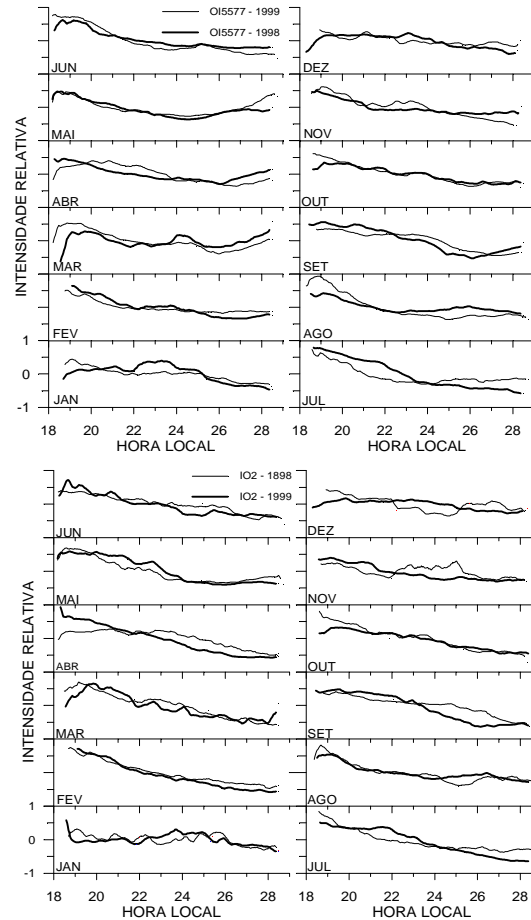 OI5577 - 1999
OI5577 - 1998
JUN
DEZ
MAI
NOV
ABR
OUT
MAR
SET
FEV
AGO
1
0
-1
JAN
JUL
INTENSIDADE RELATIVA
18 20 22 24 26 28
18 20 22 24 26 28
HORA LOCAL
HORA LOCAL
IO2 - 1898
IO2 - 1999
JUN
DEZ
MAI
NOV
ABR
OUT
MAR
SET
FEV
AGO
1
0
-1
JAN
JUL
INTENSIDADE RELATIVA
18 20 22 24 26 28
18 20 22 24 26 28
HORA LOCAL
HORA LOCAL